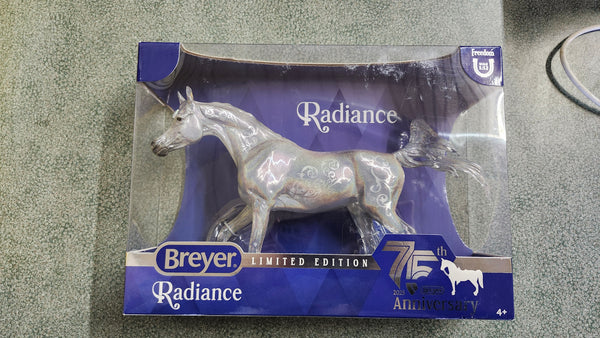 Freedom
Radiance
Breyer
LIMITED EDITION
75th
2025
Anniversary
Radiance
4+